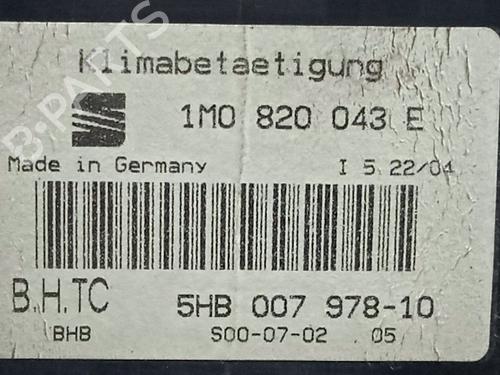 Klimabetaetigung
1M0 820 043 E
Made in Germany I 5.22/04
B.H.TC 5HB 007 978-10
BHB S00-07-02 05
B-PARTS